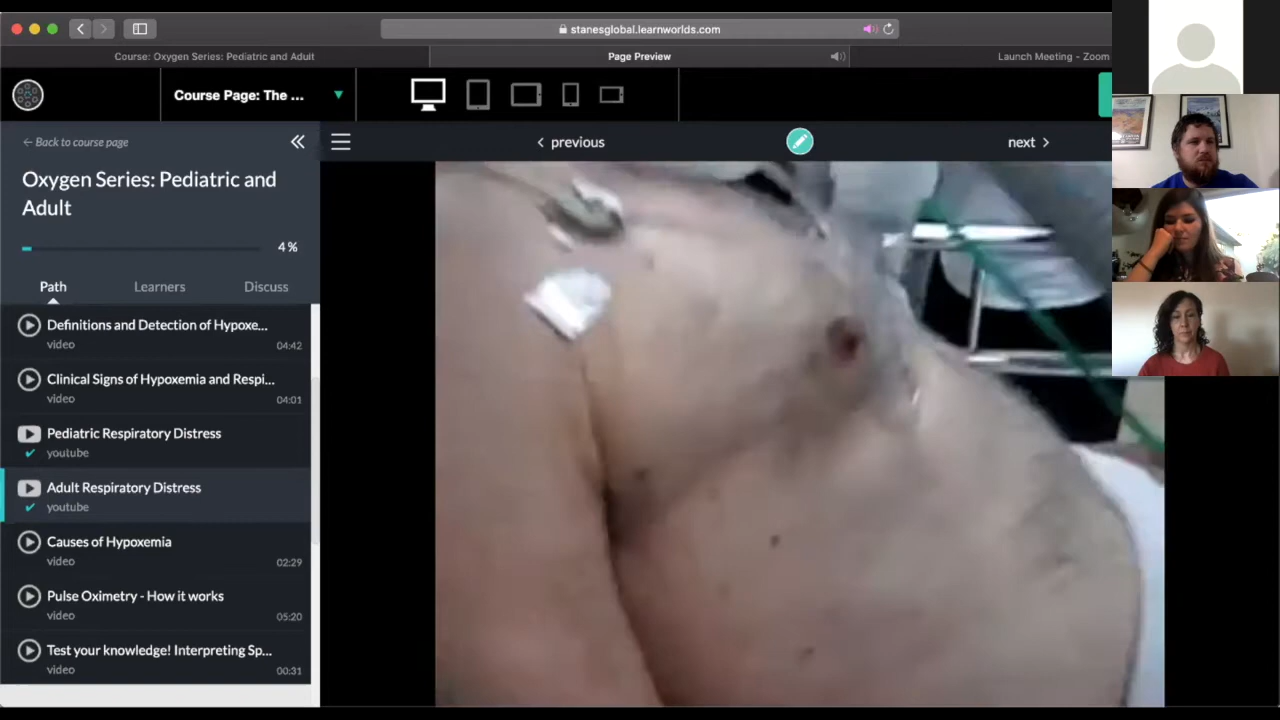 stanesglobal.learnworlds.com
Course: Oxygen Series: Pediatric and Adult
Page Preview
Launch Meeting - Zoom
Course Page: The ...
← Back to course page
previous
next
Oxygen Series: Pediatric and
Adult
4%
Path
Learners
Discuss
Definitions and Detection of Hypoxe...
video
04:42
Clinical Signs of Hypoxemia and Respi...
video
04:01
Pediatric Respiratory Distress
youtube
Adult Respiratory Distress
youtube
Causes of Hypoxemia
video
02:29
Pulse Oximetry - How it works
video
05:20
Test your knowledge! Interpreting Sp...
video
00:31